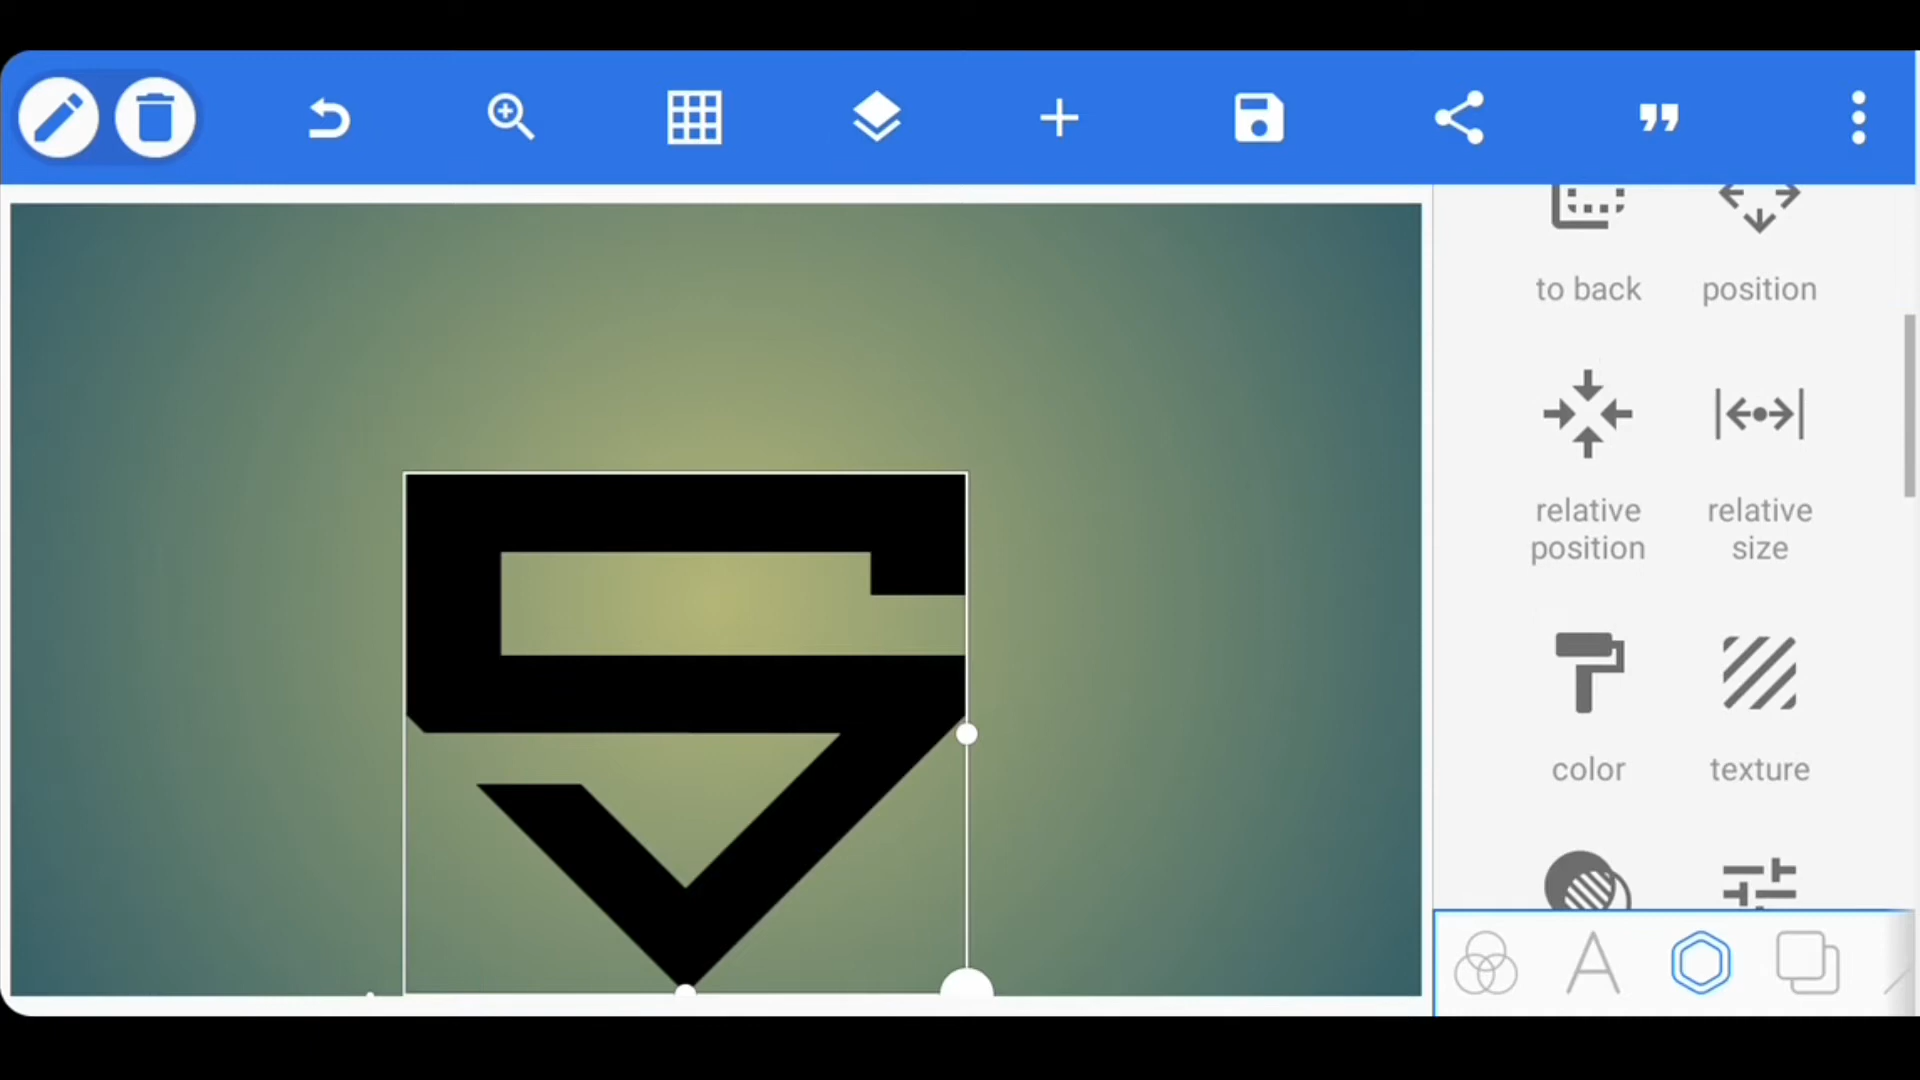 to back
position
relative
position
relative
size
color
texture